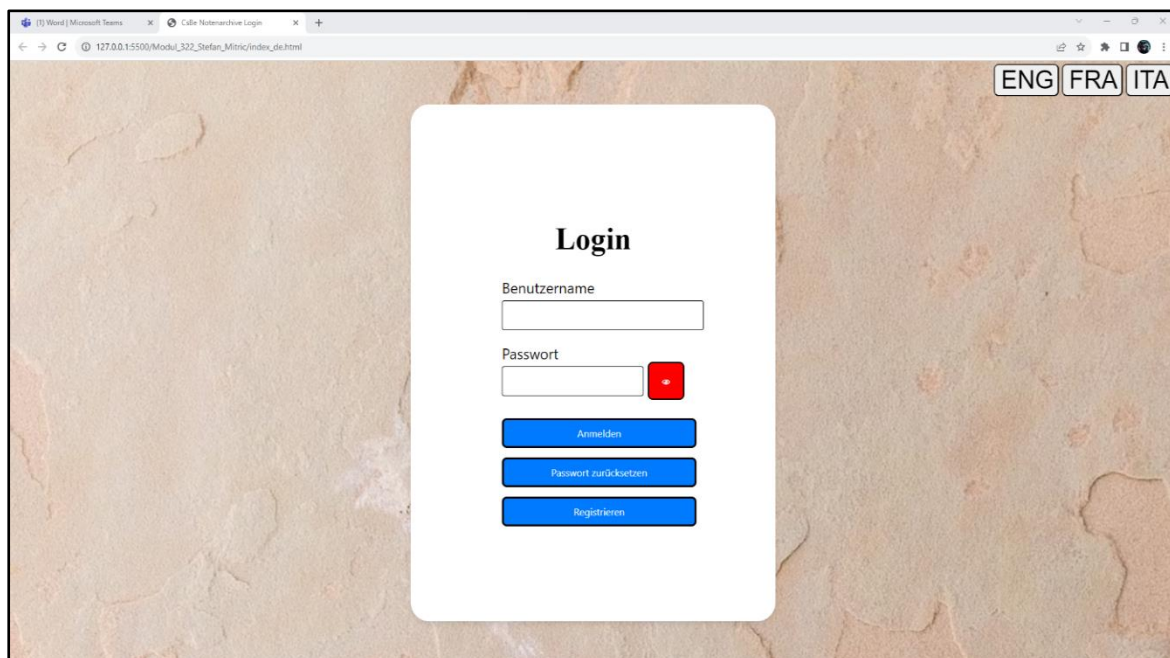 (1) Word | Microsoft Teams
CsBe Notenarchive Login
127.0.0.1:5500/Modul_322_Stefan_Mitric/index_de.html
ENG FRA ITA
Login
Benutzername
Passwort
Anmelden
Passwort zurücksetzen
Registrieren